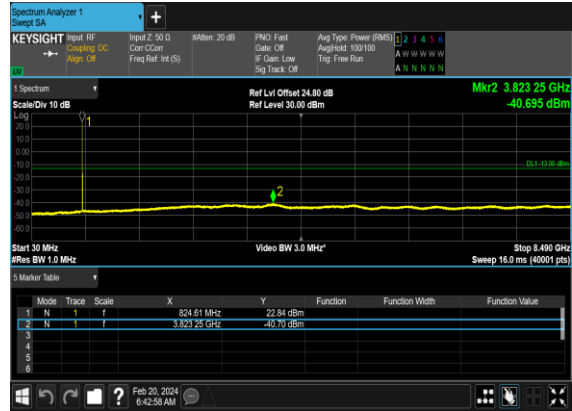 Spectrum Analyzer 1
Swept SA
+
KEYSIGHT Input: RF Input Z: 50 Ω #Atten: 20 dB PNO: Fast Avg Type: Power (RMS) 1 2 3 4 5 6
Coupling: DC Corr CCorr Gate: Off Avg|Hold: 100/100 A W W W W W
Align: Off Freq Ref: Int (S) IF Gain: Low Trig: Free Run
Sig Track: Off A N N N N N
1 Spectrum Ref Lvl Offset 24.80 dB Mkr2 3.823 25 GHz
Scale/Div 10 dB Ref Level 30.00 dBm -40.695 dBm
Log
1
20.0
10.0
0.00
-10.0 DL1 -13.00 dBm
-20.0
-30.0
2
-40.0
-50.0
-60.0
Start 30 MHz Video BW 3.0 MHz* Stop 8.490 GHz
#Res BW 1.0 MHz Sweep 16.0 ms (40001 pts)
5 Marker Table
Mode Trace Scale X Y Function Function Width Function Value
1 N 1 f 824.61 MHz 22.84 dBm
2 N 1 f 3.823 25 GHz -40.70 dBm
3
4
5
6
? Feb 20, 2024
6:42:58 AM